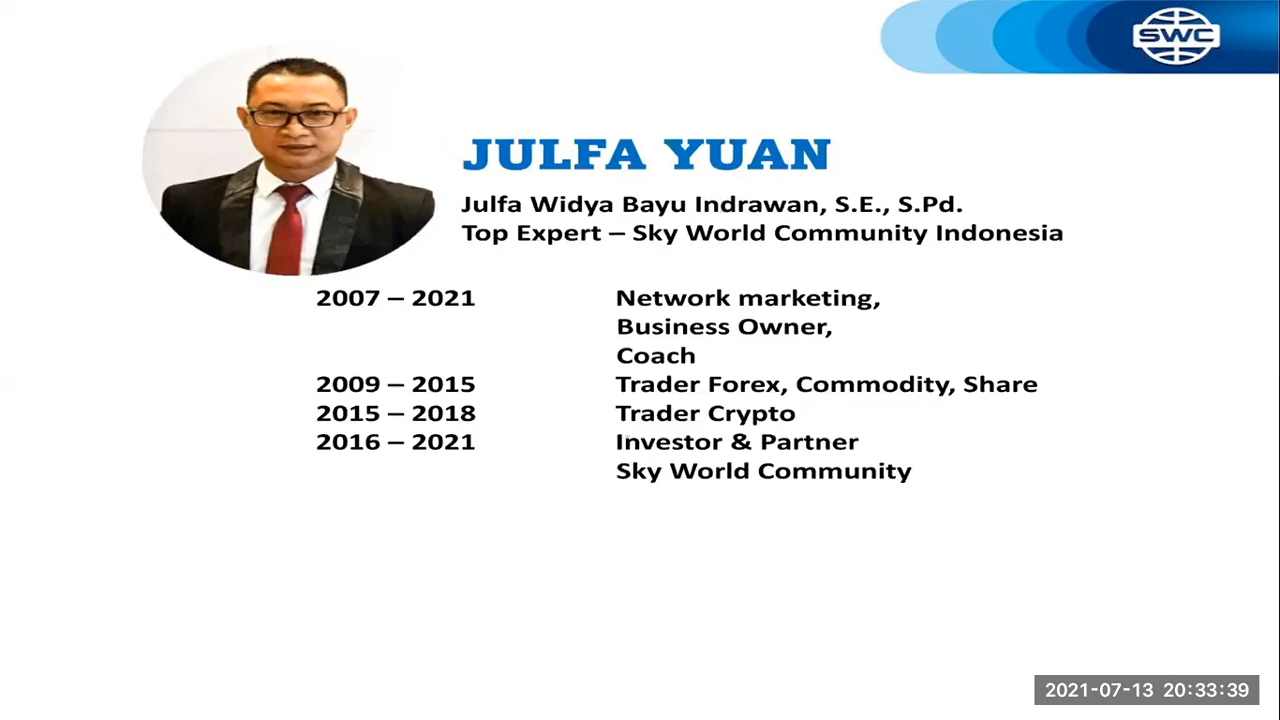 SWC
JULFA YUAN
Julfa Widya Bayu Indrawan, S.E., S.Pd.
Top Expert – Sky World Community Indonesia
2007 – 2021 Network marketing,
Business Owner,
Coach
2009 – 2015 Trader Forex, Commodity, Share
2015 – 2018 Trader Crypto
2016 – 2021 Investor & Partner
Sky World Community
2021-07-13 20:33:39